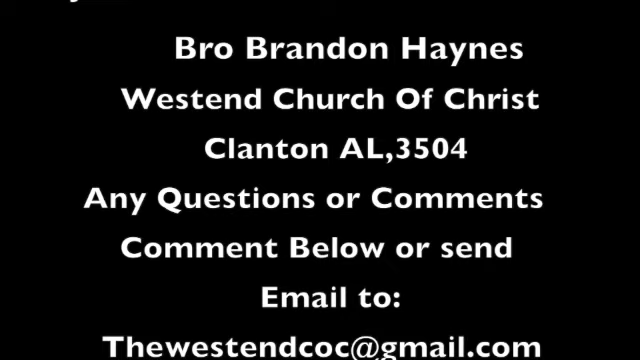 Bro Brandon Haynes
Westend Church Of Christ
Clanton AL,3504
Any Questions or Comments
Comment Below or send
Email to:
Thewestendcoc@gmail.com